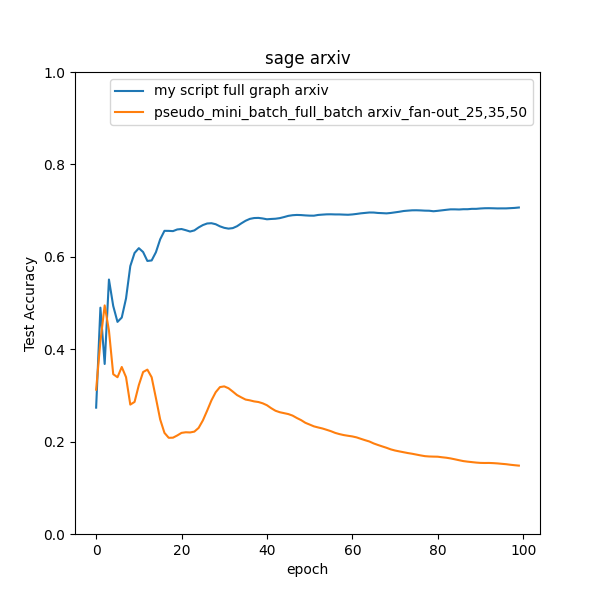 sage arxiv
my script full graph arxiv
pseudo_mini_batch_full_batch arxiv_fan-out_25,35,50
Test Accuracy
1.0
0.8
0.6
0.4
0.2
0.0
0 20 40 60 80 100
epoch